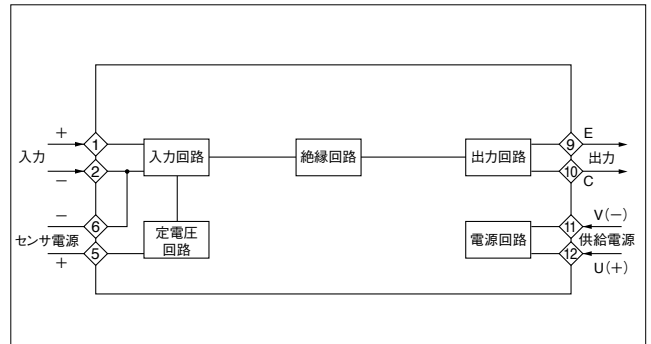 +
1
入力
2
−
入力回路
絶縁回路
出力回路
9
E
出力
10
C
−
6
センサ電源
5
+
定電圧
回路
電源回路
11
V(−)
供給電源
12
U(+)